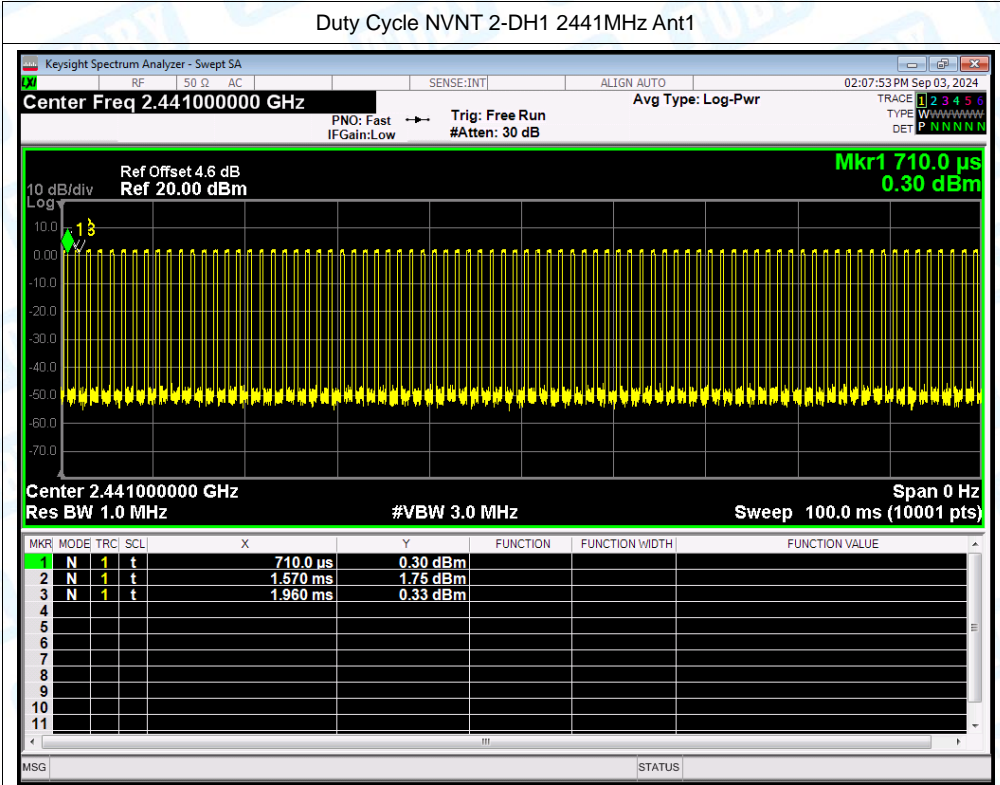 Duty Cycle NVNT 2-DH1 2441MHz Ant1
Keysight Spectrum Analyzer - Swept SA
LXI RF 50 Ω AC SENSE:INT ALIGN AUTO 02:07:53 PM Sep 03, 2024
Center Freq 2.441000000 GHz Avg Type: Log-Pwr TRACE 1 2 3 4 5 6
PNO: Fast Trig: Free Run TYPE WWWWWWW
IFGain:Low #Atten: 30 dB DET P N N N N N
Mkr1 710.0 µs
0.30 dBm
Ref Offset 4.6 dB
10 dB/div Ref 20.00 dBm
Log
10.0
0.00
-10.0
-20.0
-30.0
-40.0
-50.0
-60.0
-70.0
1 3
Center 2.441000000 GHz Span 0 Hz
Res BW 1.0 MHz #VBW 3.0 MHz Sweep 100.0 ms (10001 pts)
MKR MODE TRC SCL X Y FUNCTION FUNCTION WIDTH FUNCTION VALUE
1 N 1 t 710.0 µs 0.30 dBm
2 N 1 t 1.570 ms 1.75 dBm
3 N 1 t 1.960 ms 0.33 dBm
4
5
6
7
8
9
10
11
MSG STATUS